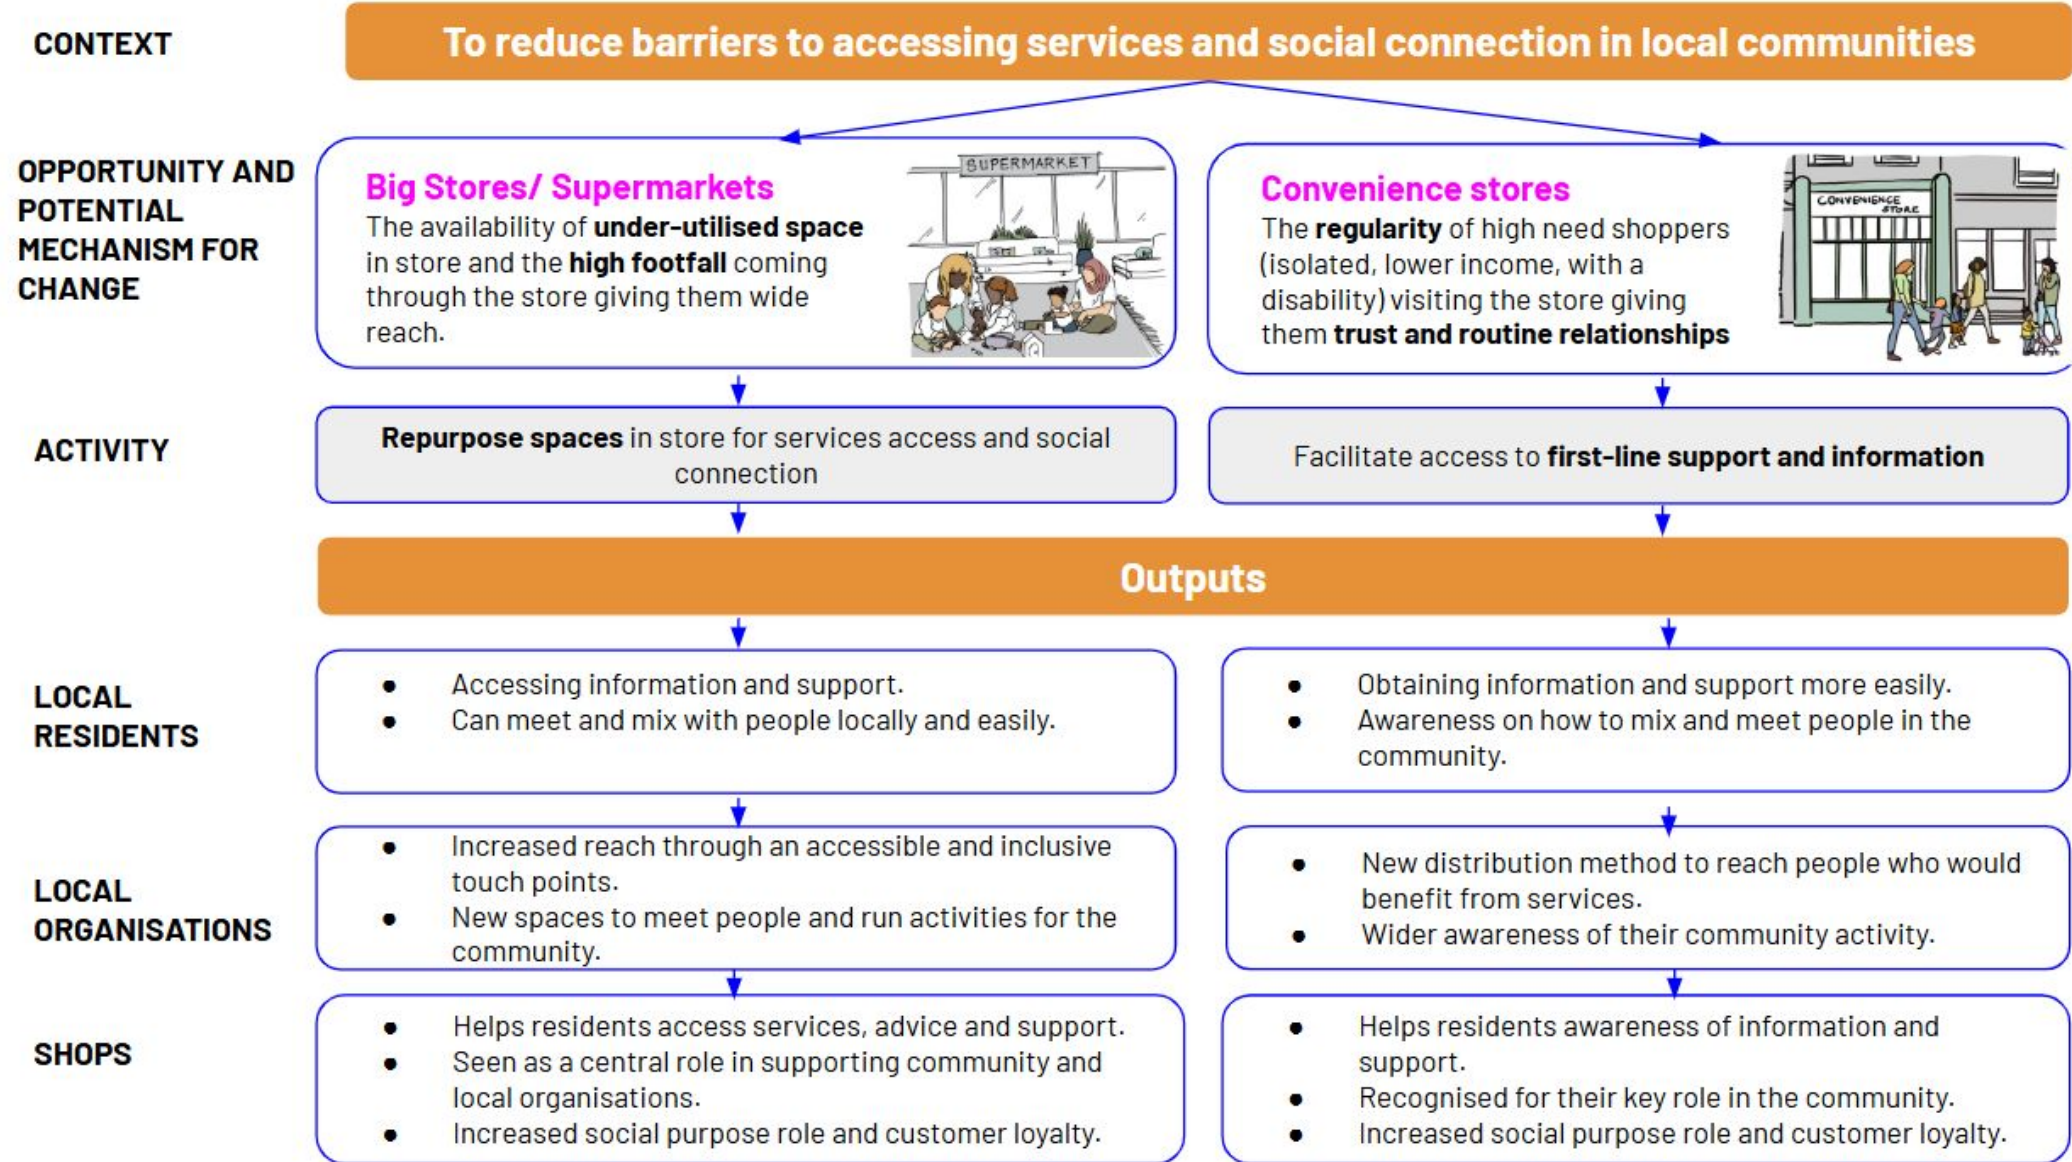 CONTEXT
To reduce barriers to accessing services and social connection in local communities
OPPORTUNITY AND
POTENTIAL
MECHANISM FOR
CHANGE
Big Stores/ Supermarkets
The availability of under-utilised space
in store and the high footfall coming
through the store giving them wide
reach.
SUPERMARKET
Convenience stores
The regularity of high need shoppers
(isolated, lower income, with a
disability) visiting the store giving
them trust and routine relationships
CONVENIENCE
STORE
ACTIVITY
Repurpose spaces in store for services access and social
connection
Facilitate access to first-line support and information
Outputs
LOCAL
RESIDENTS
● Accessing information and support.
● Can meet and mix with people locally and easily.
● Obtaining information and support more easily.
● Awareness on how to mix and meet people in the
community.
LOCAL
ORGANISATIONS
● Increased reach through an accessible and inclusive
touch points.
● New spaces to meet people and run activities for the
community.
● New distribution method to reach people who would
benefit from services.
● Wider awareness of their community activity.
SHOPS
● Helps residents access services, advice and support.
● Seen as a central role in supporting community and
local organisations.
● Increased social purpose role and customer loyalty.
● Helps residents awareness of information and
support.
● Recognised for their key role in the community.
● Increased social purpose role and customer loyalty.